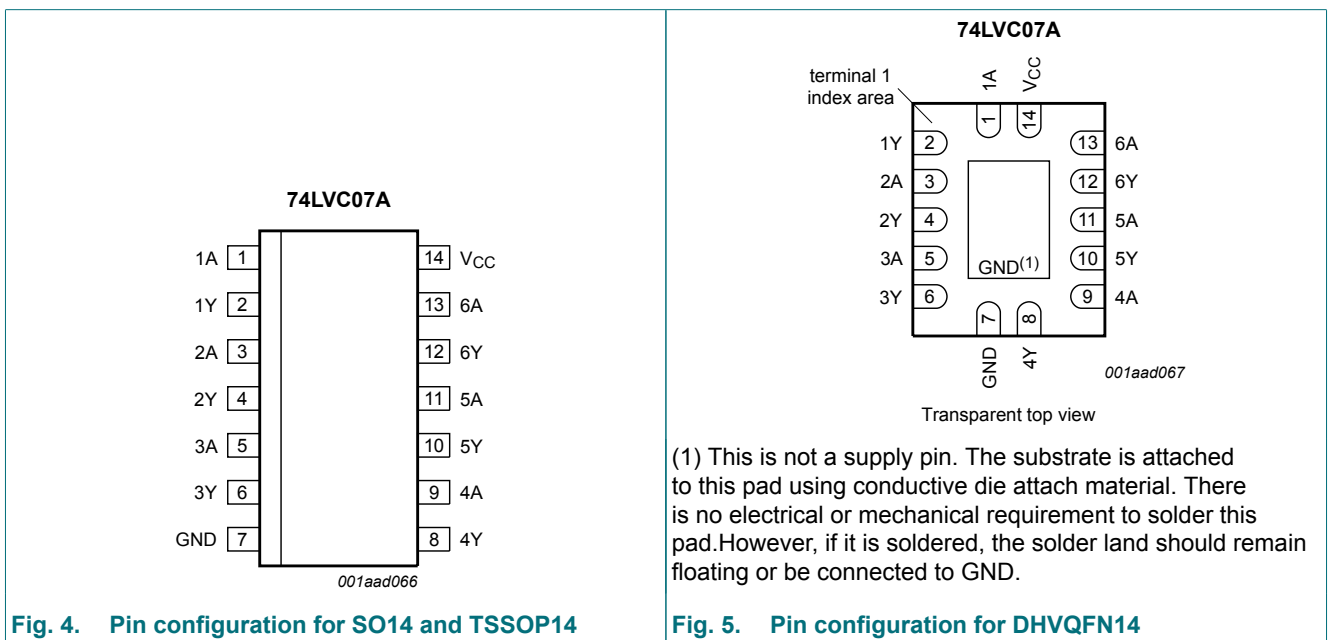 74LVC07A
1A 1
14 VCC
1Y 2
13 6A
2A 3
12 6Y
2Y 4
11 5A
3A 5
10 5Y
3Y 6
9 4A
GND 7
8 4Y
001aad066
Fig. 4. Pin configuration for SO14 and TSSOP14
74LVC07A
terminal 1
index area
1A
VCC
1
14
1Y 2
13 6A
2A 3
12 6Y
2Y 4
11 5A
3A 5
10 5Y
GND(1)
3Y 6
9 4A
7
8
GND
4Y
001aad067
Transparent top view
(1) This is not a supply pin. The substrate is attached
to this pad using conductive die attach material. There
is no electrical or mechanical requirement to solder this
pad.However, if it is soldered, the solder land should remain
floating or be connected to GND.
Fig. 5. Pin configuration for DHVQFN14